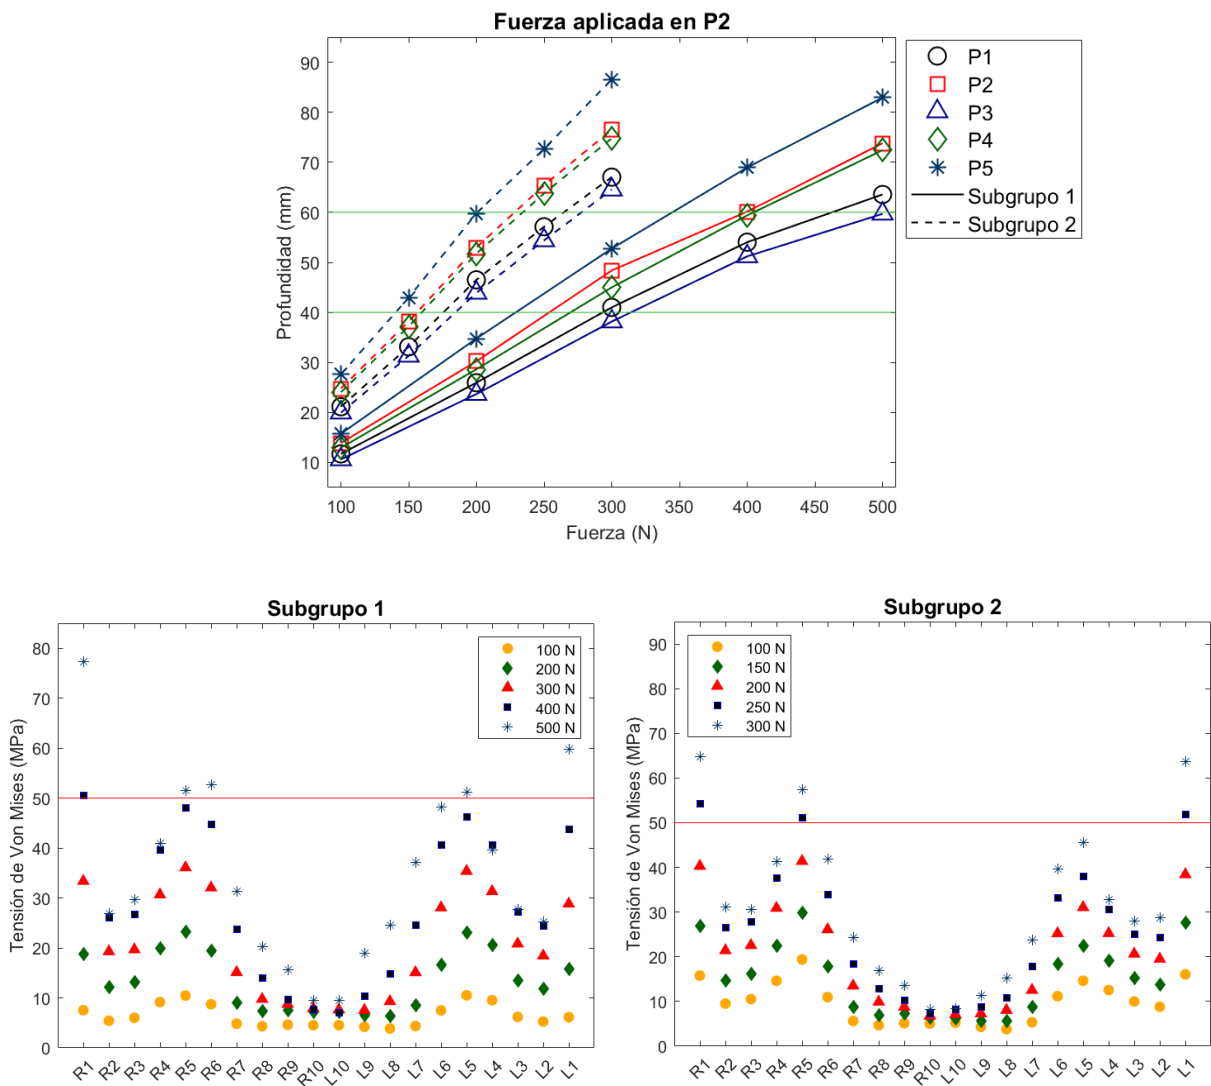 Fuerza aplicada en P2
Profundidad (mm)
90
80
70
60
50
40
30
20
10
100 150 200 250 300 350 400 450 500
Fuerza (N)
P1
P2
P3
P4
P5
Subgrupo 1
Subgrupo 2
Subgrupo 1
Tensión de Von Mises (MPa)
80
70
60
50
40
30
20
10
0
100 N
200 N
300 N
400 N
500 N
R1 R2 R3 R4 R5 R6 R7 R8 R9 R10 L10 L9 L8 L7 L6 L5 L4 L3 L2 L1
Subgrupo 2
Tensión de Von Mises (MPa)
90
80
70
60
50
40
30
20
10
0
100 N
150 N
200 N
250 N
300 N
R1 R2 R3 R4 R5 R6 R7 R8 R9 R10 L10 L9 L8 L7 L6 L5 L4 L3 L2 L1